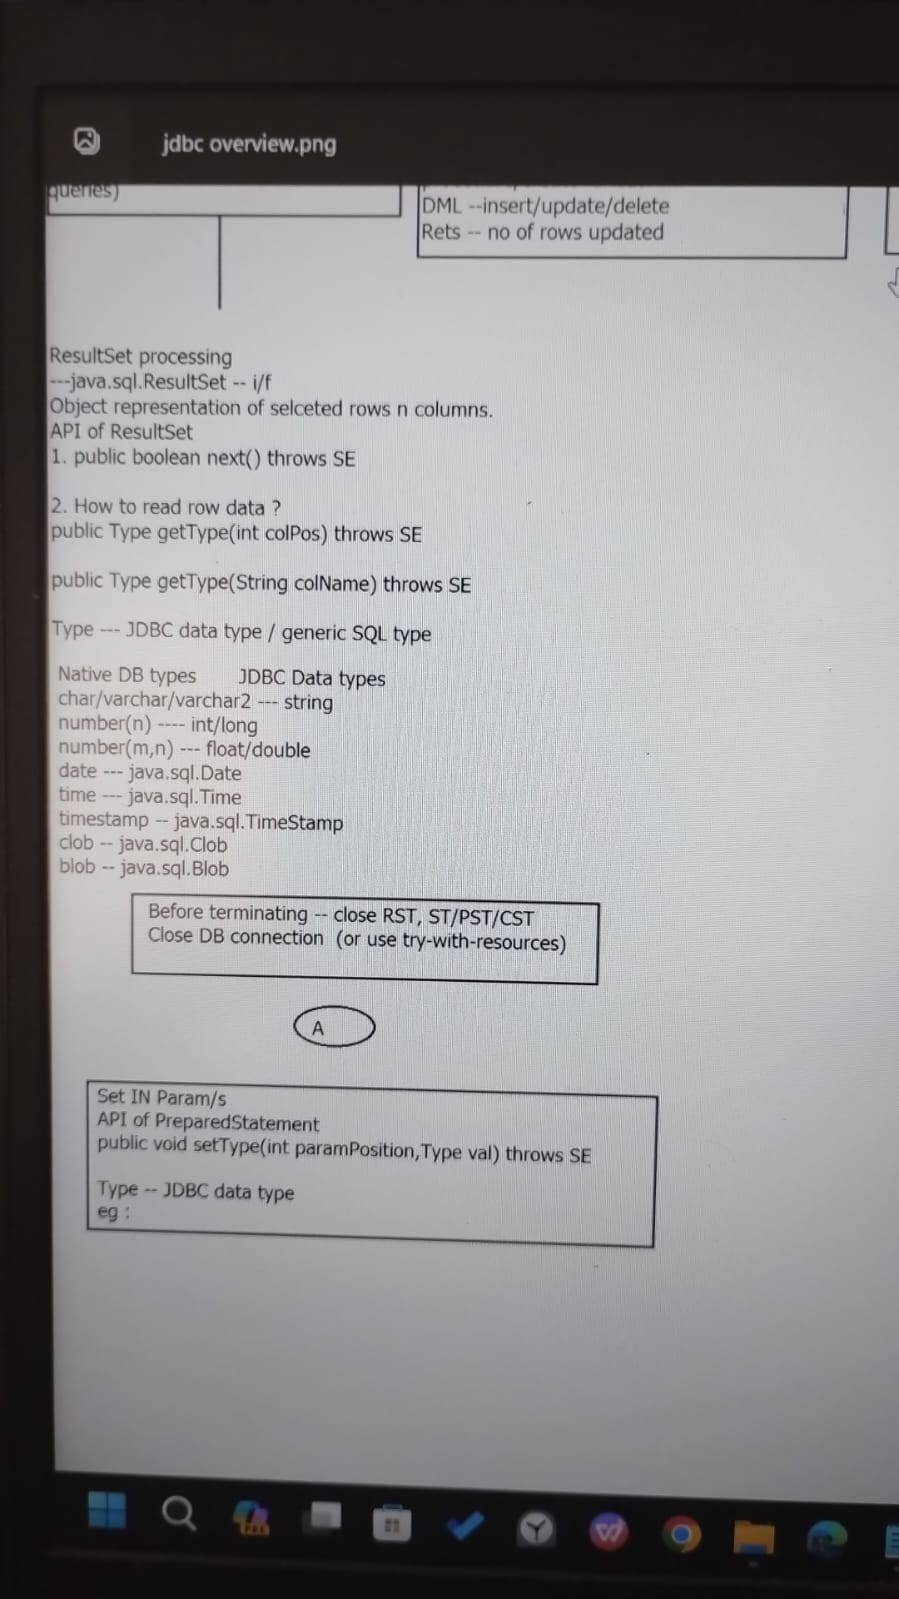 jdbc overview.png
queries)
DML --insert/update/delete
Rets -- no of rows updated
ResultSet processing
---java.sql.ResultSet -- i/f
Object representation of selceted rows n columns.
API of ResultSet
1. public boolean next() throws SE
2. How to read row data ?
public Type getType(int colPos) throws SE
public Type getType(String colName) throws SE
Type --- JDBC data type / generic SQL type
Native DB types JDBC Data types
char/varchar/varchar2 --- string
number(n) ---- int/long
number(m,n) --- float/double
date --- java.sql.Date
time --- java.sql.Time
timestamp -- java.sql.TimeStamp
clob -- java.sql.Clob
blob -- java.sql.Blob
Before terminating -- close RST, ST/PST/CST
Close DB connection (or use try-with-resources)
A
Set IN Param/s
API of PreparedStatement
public void setType(int paramPosition,Type val) throws SE
Type -- JDBC data type
eg :